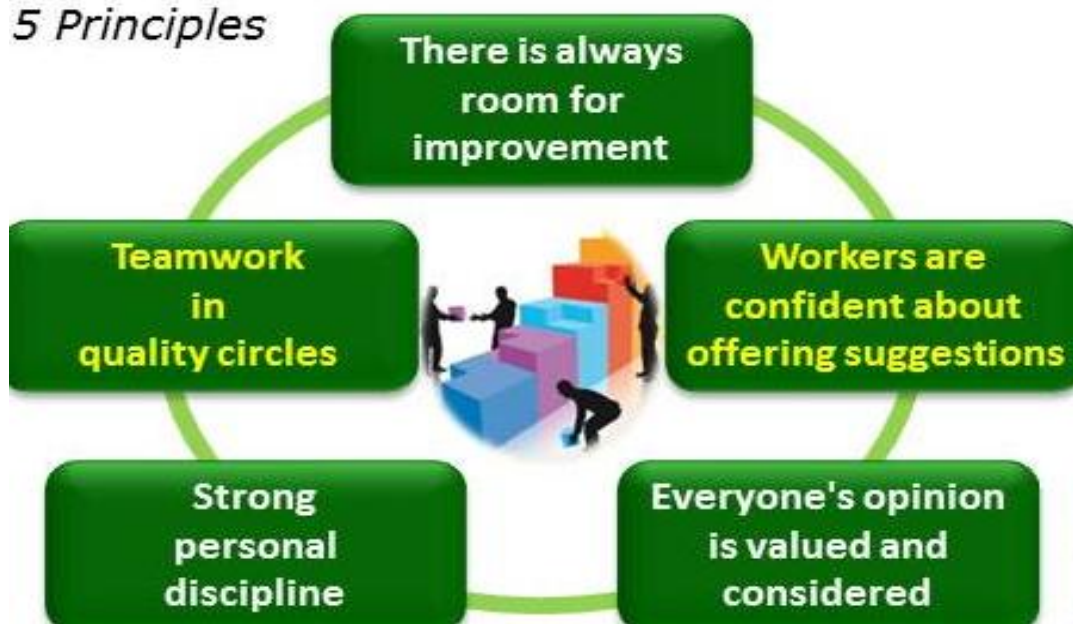 5 Principles
There is always
room for
improvement
Workers are
confident about
offering suggestions
Everyone's opinion
is valued and
considered
Strong
personal
discipline
Teamwork
in
quality circles